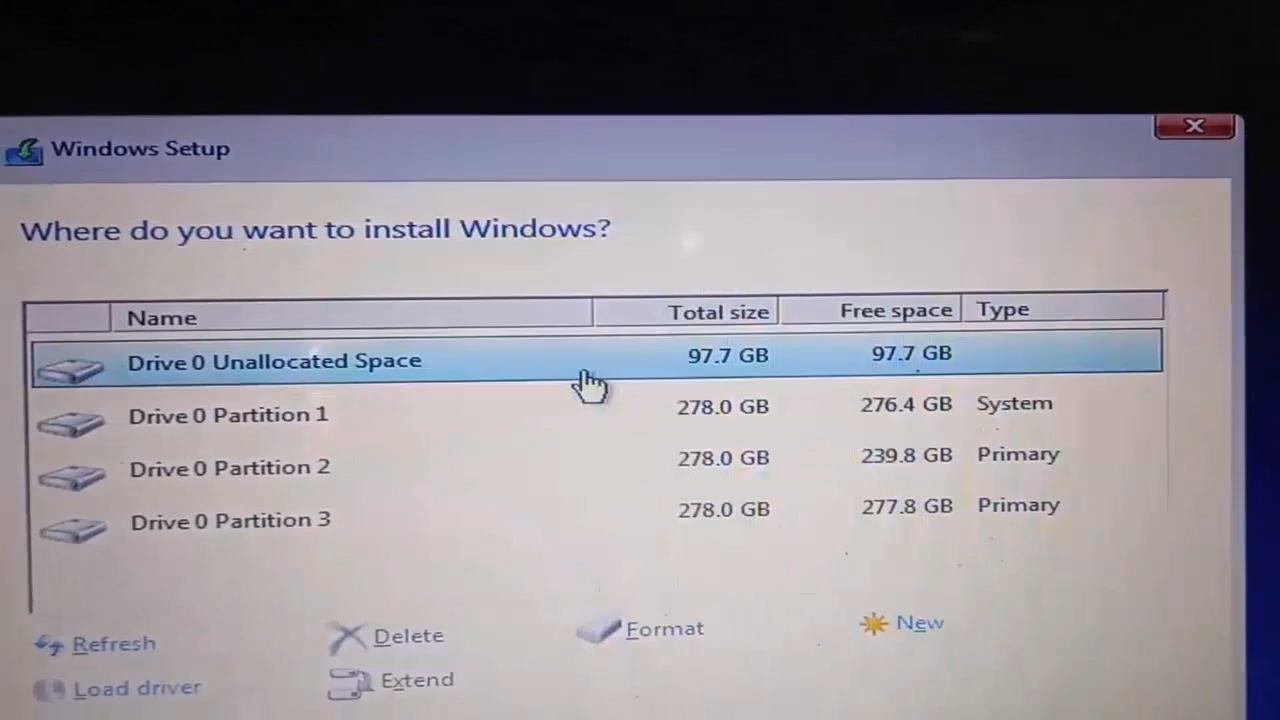 Windows Setup
Where do you want to install Windows?
Name Total size Free space Type
Drive 0 Unallocated Space 97.7 GB 97.7 GB
Drive 0 Partition 1 278.0 GB 276.4 GB System
Drive 0 Partition 2 278.0 GB 239.8 GB Primary
Drive 0 Partition 3 278.0 GB 277.8 GB Primary
Refresh Delete Format New
Load driver Extend